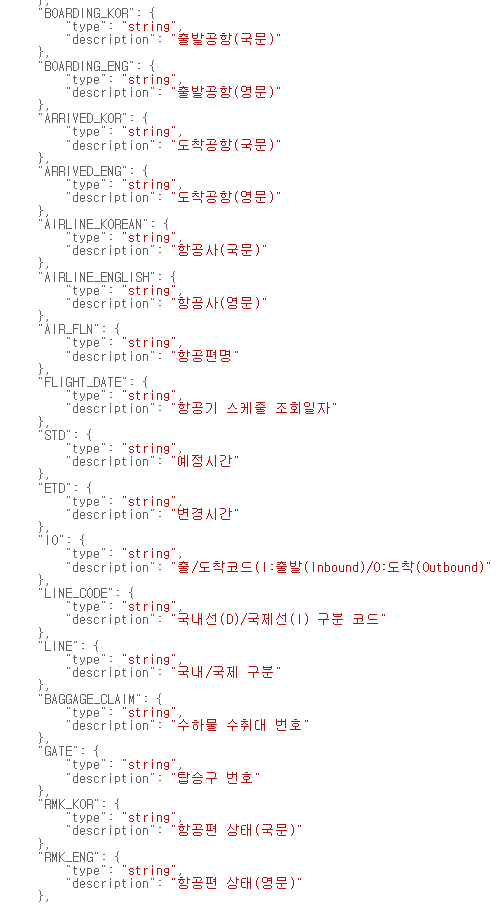 },
"BOARDING_KOR": {
"type": "string",
"description": "출발공항(국문)"
},
"BOARDING_ENG": {
"type": "string",
"description": "출발공항(영문)"
},
"ARRIVED_KOR": {
"type": "string",
"description": "도착공항(국문)"
},
"ARRIVED_ENG": {
"type": "string",
"description": "도착공항(영문)"
},
"AIRLINE_KOREAN": {
"type": "string",
"description": "항공사(국문)"
},
"AIRLINE_ENGLISH": {
"type": "string",
"description": "항공사(영문)"
},
"AIR_FLN": {
"type": "string",
"description": "항공편명"
},
"FLIGHT_DATE": {
"type": "string",
"description": "항공기 스케줄 조회일자"
},
"STD": {
"type": "string",
"description": "예정시간"
},
"ETD": {
"type": "string",
"description": "변경시간"
},
"IO": {
"type": "string",
"description": "출/도착코드(I:출발(Inbound)/O:도착(Outbound)"
},
"LINE_CODE": {
"type": "string",
"description": "국내선(D)/국제선(I) 구분 코드"
},
"LINE": {
"type": "string",
"description": "국내/국제 구분"
},
"BAGGAGE_CLAIM": {
"type": "string",
"description": "수하물 수취대 번호"
},
"GATE": {
"type": "string",
"description": "탑승구 번호"
},
"RMK_KOR": {
"type": "string",
"description": "항공편 상태(국문)"
},
"RMK_ENG": {
"type": "string",
"description": "항공편 상태(영문)"
},